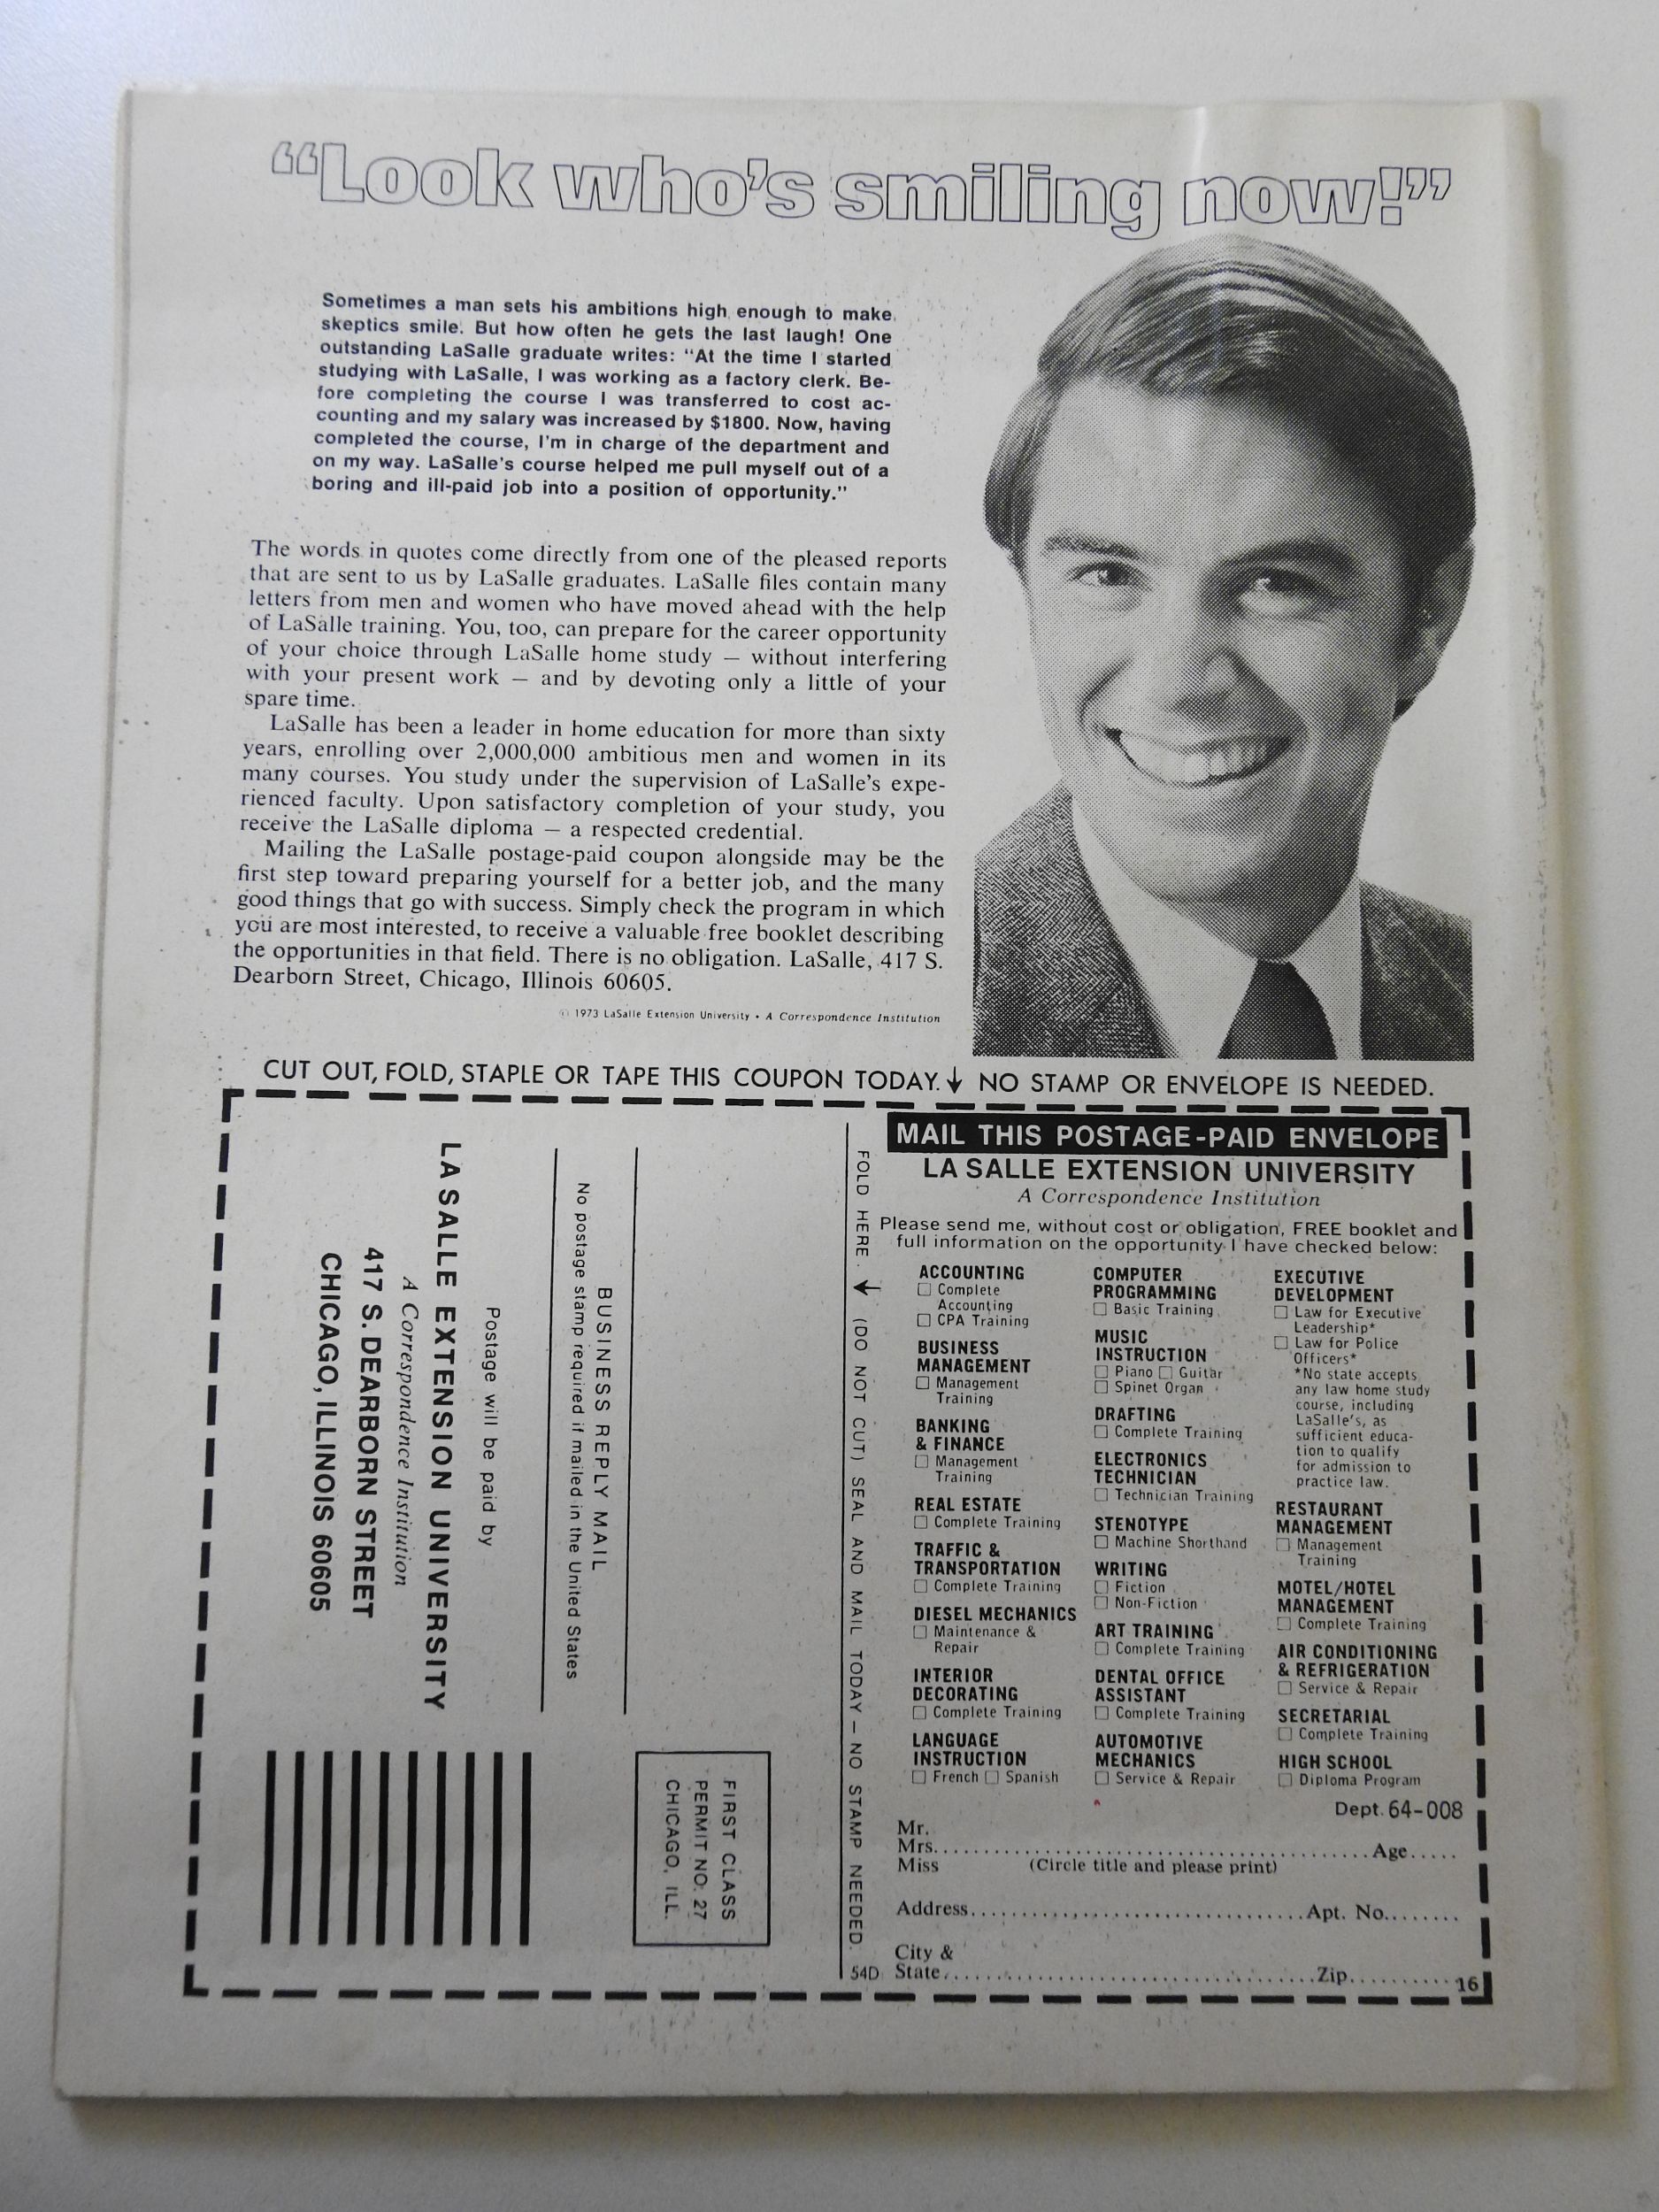 “Look who’s smiling now!”
Sometimes a man sets his ambitions high enough to make
skeptics smile. But how often he gets the last laugh! One
outstanding LaSalle graduate writes: “At the time I started
studying with LaSalle, I was working as a factory clerk. Be-
fore completing the course I was transferred to cost ac-
counting and my salary was increased by $1800. Now, having
completed the course, I’m in charge of the department and
on my way. LaSalle’s course helped me pull myself out of a
boring and ill-paid job into a position of opportunity.”
The words in quotes come directly from one of the pleased reports
that are sent to us by LaSalle graduates. LaSalle files contain many
letters from men and women who have moved ahead with the help
of LaSalle training. You, too, can prepare for the career opportunity
of your choice through LaSalle home study — without interfering
with your present work — and by devoting only a little of your
spare time.
LaSalle has been a leader in home education for more than sixty
years, enrolling over 2,000,000 ambitious men and women in its
many courses. You study under the supervision of LaSalle’s expe-
rienced faculty. Upon satisfactory completion of your study, you
receive the LaSalle diploma — a respected credential.
Mailing the LaSalle postage-paid coupon alongside may be the
first step toward preparing yourself for a better job, and the many
good things that go with success. Simply check the program in which
you are most interested, to receive a valuable free booklet describing
the opportunities in that field. There is no obligation. LaSalle, 417 S.
Dearborn Street, Chicago, Illinois 60605.
© 1973 LaSalle Extension University • A Correspondence Institution
CUT OUT, FOLD, STAPLE OR TAPE THIS COUPON TODAY. ↓ NO STAMP OR ENVELOPE IS NEEDED.
FIRST CLASS
PERMIT NO. 27
CHICAGO, ILL.
BUSINESS REPLY MAIL
No postage stamp required if mailed in the United States
Postage will be paid by
LA SALLE EXTENSION UNIVERSITY
A Correspondence Institution
417 S. DEARBORN STREET
CHICAGO, ILLINOIS 60605
FOLD HERE. ↓ (DO NOT CUT) SEAL AND MAIL TODAY — NO STAMP NEEDED.
54D
MAIL THIS POSTAGE-PAID ENVELOPE
LA SALLE EXTENSION UNIVERSITY
A Correspondence Institution
Please send me, without cost or obligation, FREE booklet and
full information on the opportunity I have checked below:
ACCOUNTING
☐ Complete
Accounting
☐ CPA Training
BUSINESS
MANAGEMENT
☐ Management
Training
BANKING
& FINANCE
☐ Management
Training
REAL ESTATE
☐ Complete Training
TRAFFIC &
TRANSPORTATION
☐ Complete Training
DIESEL MECHANICS
☐ Maintenance &
Repair
INTERIOR
DECORATING
☐ Complete Training
LANGUAGE
INSTRUCTION
☐ French ☐ Spanish
COMPUTER
PROGRAMMING
☐ Basic Training
MUSIC
INSTRUCTION
☐ Piano ☐ Guitar
☐ Spinet Organ
DRAFTING
☐ Complete Training
ELECTRONICS
TECHNICIAN
☐ Technician Training
STENOTYPE
☐ Machine Shorthand
WRITING
☐ Fiction
☐ Non-Fiction
ART TRAINING
☐ Complete Training
DENTAL OFFICE
ASSISTANT
☐ Complete Training
AUTOMOTIVE
MECHANICS
☐ Service & Repair
EXECUTIVE
DEVELOPMENT
☐ Law for Executive
Leadership*
☐ Law for Police
Officers*
*No state accepts
any law home study
course, including
LaSalle’s, as
sufficient educa-
tion to qualify
for admission to
practice law.
RESTAURANT
MANAGEMENT
☐ Management
Training
MOTEL/HOTEL
MANAGEMENT
☐ Complete Training
AIR CONDITIONING
& REFRIGERATION
☐ Service & Repair
SECRETARIAL
☐ Complete Training
HIGH SCHOOL
☐ Diploma Program
Dept. 64-008
Mr.
Mrs. Age
Miss (Circle title and please print)
Address Apt. No.
City &
State Zip 16